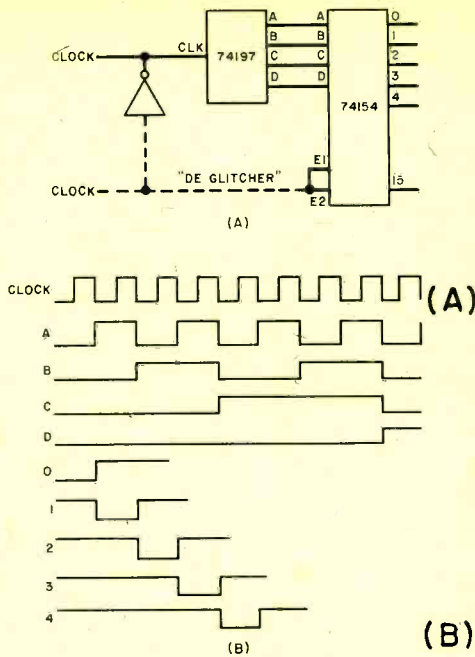 A A 0
B B 1
CLOCK CLK 74197 C C 2
D D 3
74154 4
E1
CLOCK "DE GLITCHER" 15
E2
(A)
CLOCK (A)
A
B
C
D
0
1
2
3
4
(B) (B)